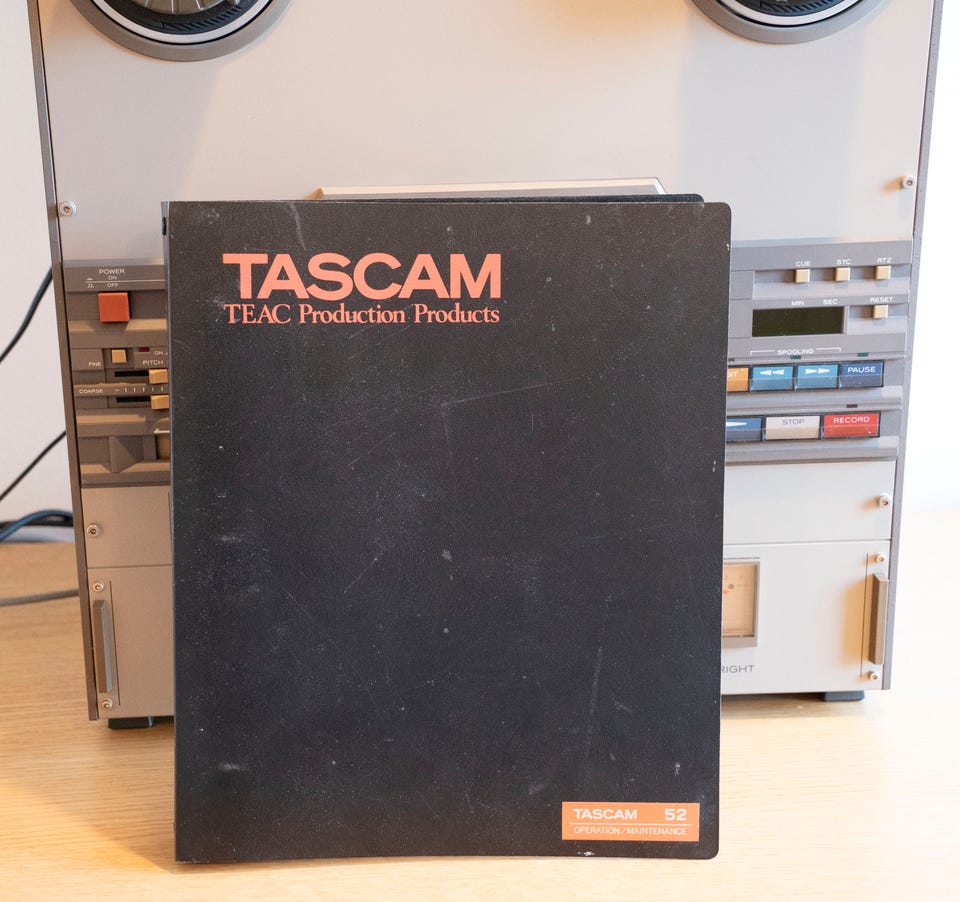 TASCAM
TEAC Production Products
TASCAM 52
OPERATION/MAINTENANCE
POWER
ON
OFF
ON
FINE
PITCH
COARSE
CUE STC RTZ
MIN SEC RESET
SPOOLING
PAUSE
STOP RECORD
RIGHT